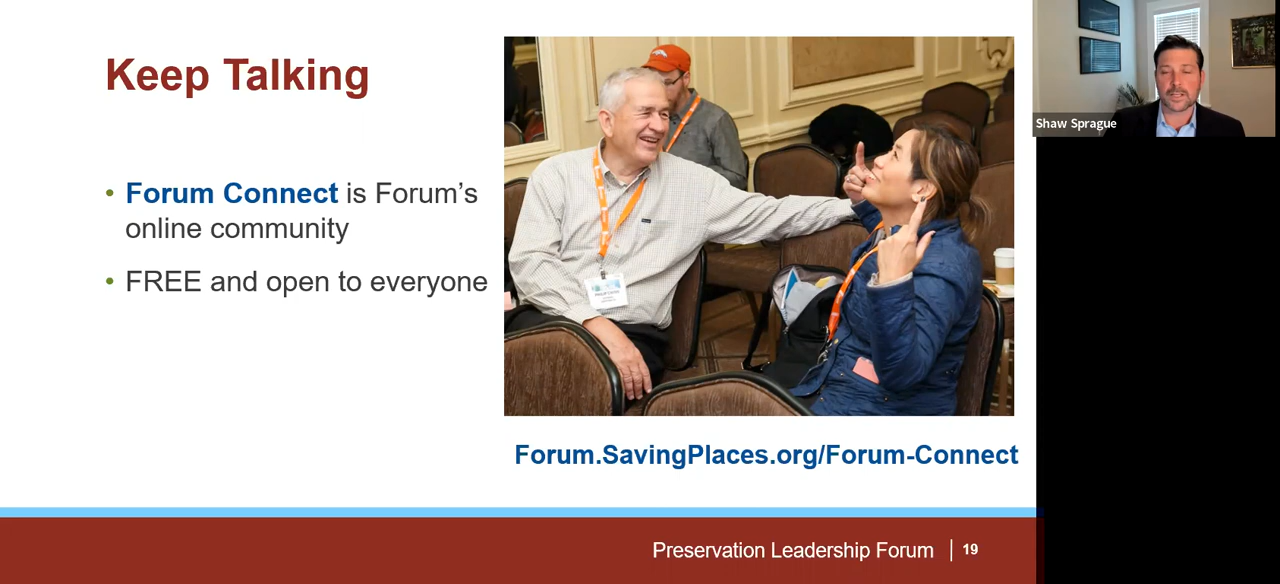 Keep Talking
• Forum Connect is Forum’s
online community
• FREE and open to everyone
Forum.SavingPlaces.org/Forum-Connect
Preservation Leadership Forum | 19
Shaw Sprague